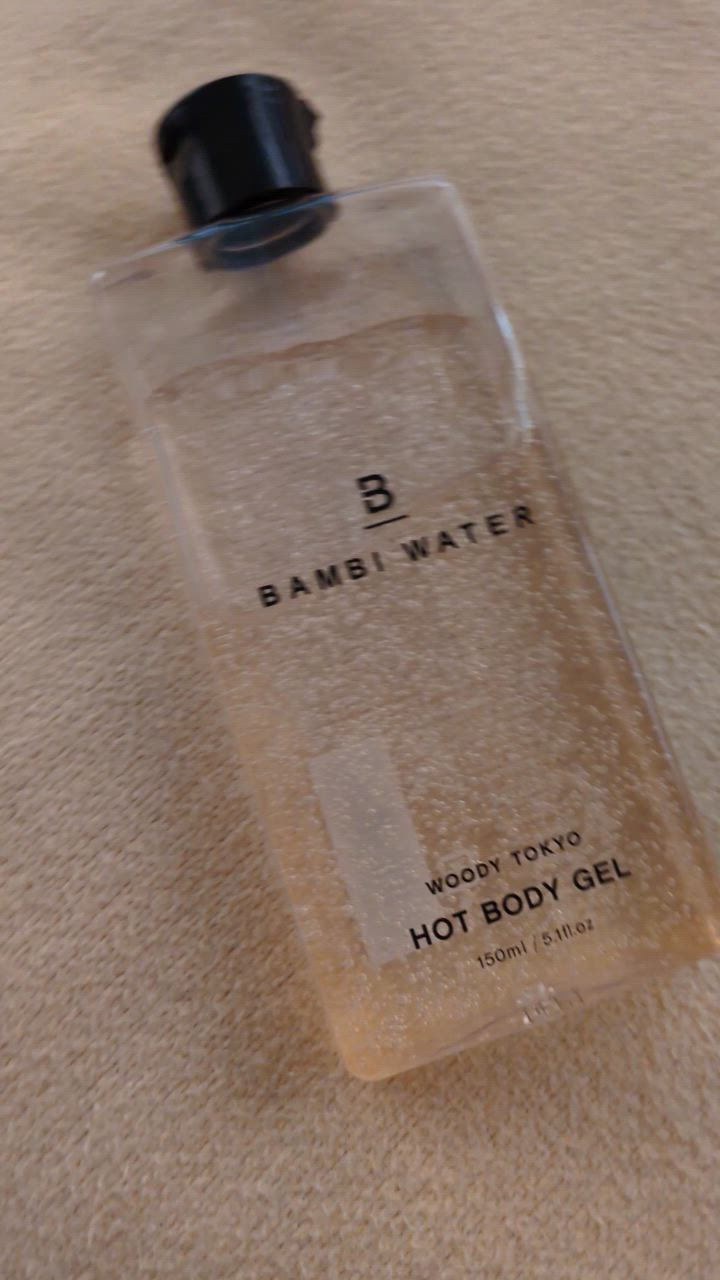 B
BAMBI WATER
WOODY TOKYO
HOT BODY GEL
150ml / 5.1fl.oz